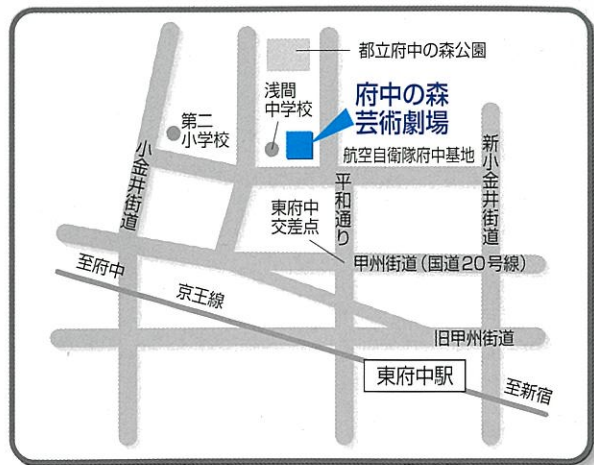 都立府中の森公園
浅間
中学校
府中の森
芸術劇場
第二
小学校
航空自衛隊府中基地
小金井街道
平和通り
新小金井街道
東府中
交差点
甲州街道(国道20号線)
至府中
京王線
旧甲州街道
東府中駅
至新宿